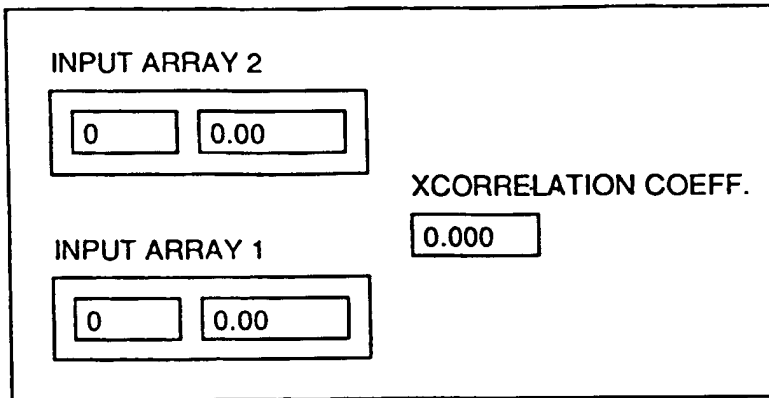 INPUT ARRAY 2
0 0.00
XCORRELATION COEFF.
0.000
INPUT ARRAY 1
0 0.00